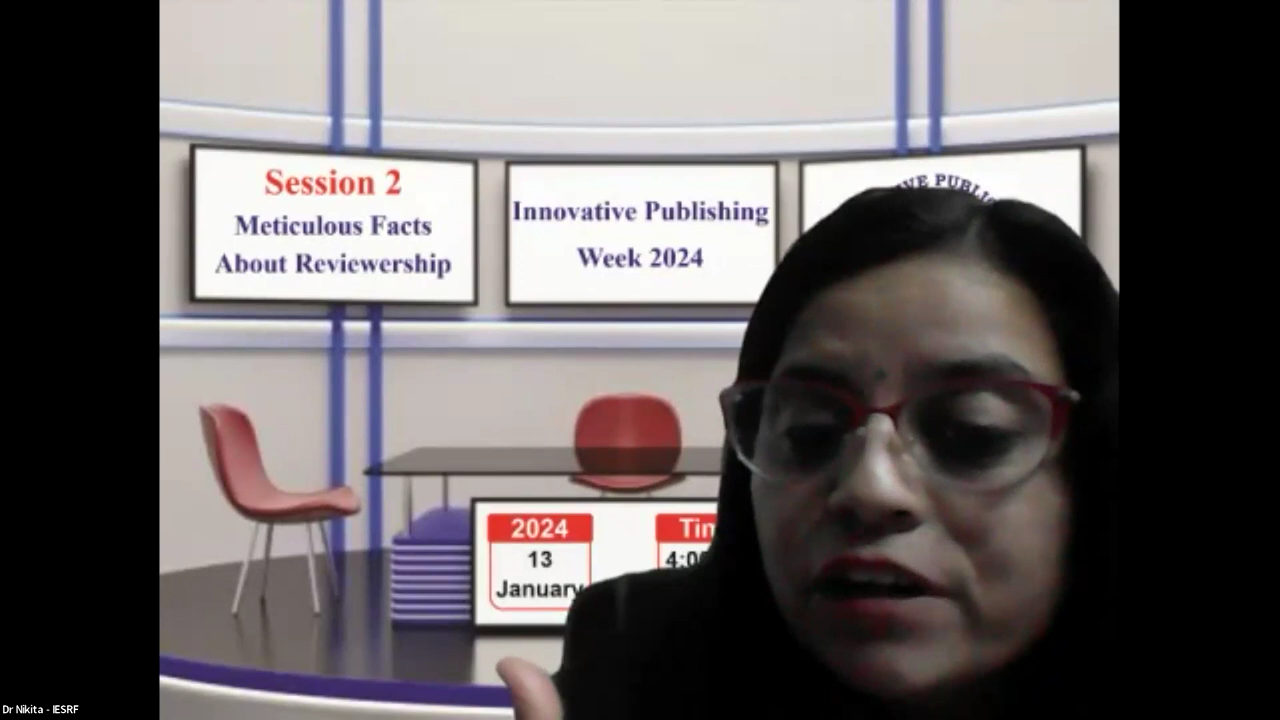 Session 2
Meticulous Facts
About Reviewership
Innovative Publishing
Week 2024
2024
13
January
Dr Nikita - IESRF